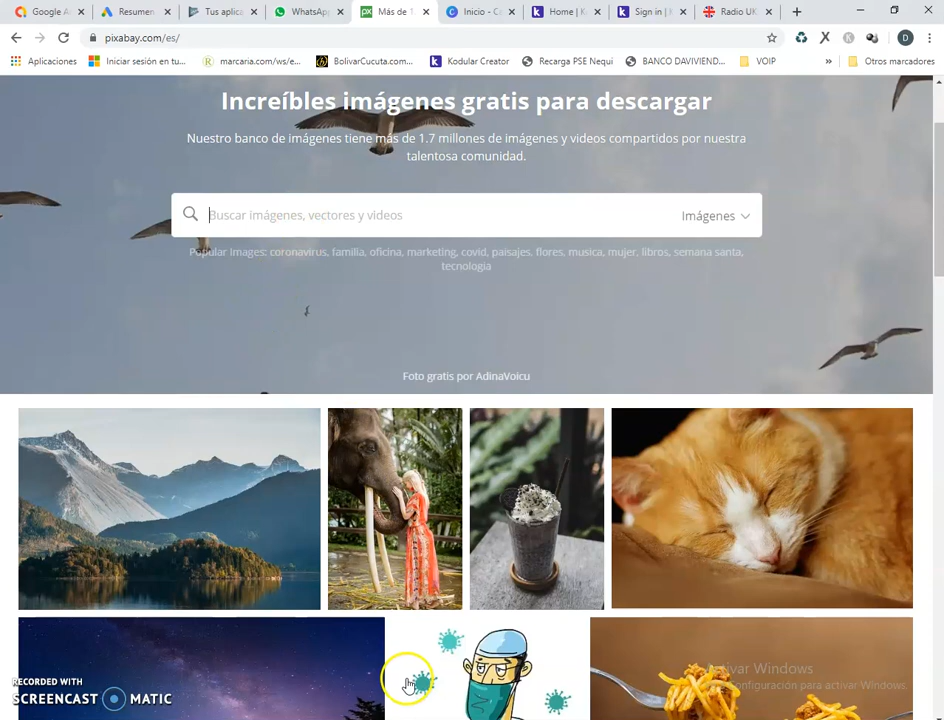 Google A
Resumen
Tus aplica
WhatsApp
px
Más de 1
Inicio - Ca
Home | K
Sign in | K
Radio UK
pixabay.com/es/
D
Aplicaciones
Iniciar sesión en tu...
marcaria.com/ws/e...
BolivarCucuta.com...
Kodular Creator
Recarga PSE Nequi
BANCO DAVIVIEND...
VOIP
»
Otros marcadores
Increíbles imágenes gratis para descargar
Nuestro banco de imágenes tiene más de 1.7 millones de imágenes y videos compartidos por nuestra
talentosa comunidad.
Buscar imágenes, vectores y videos
Imágenes
Popular Images: coronavirus, familia, oficina, marketing, covid, paisajes, flores, musica, mujer, libros, semana santa,
tecnologia
Foto gratis por AdinaVoicu
Activar Windows
Configuración para activar Windows.
RECORDED WITH
SCREENCAST MATIC